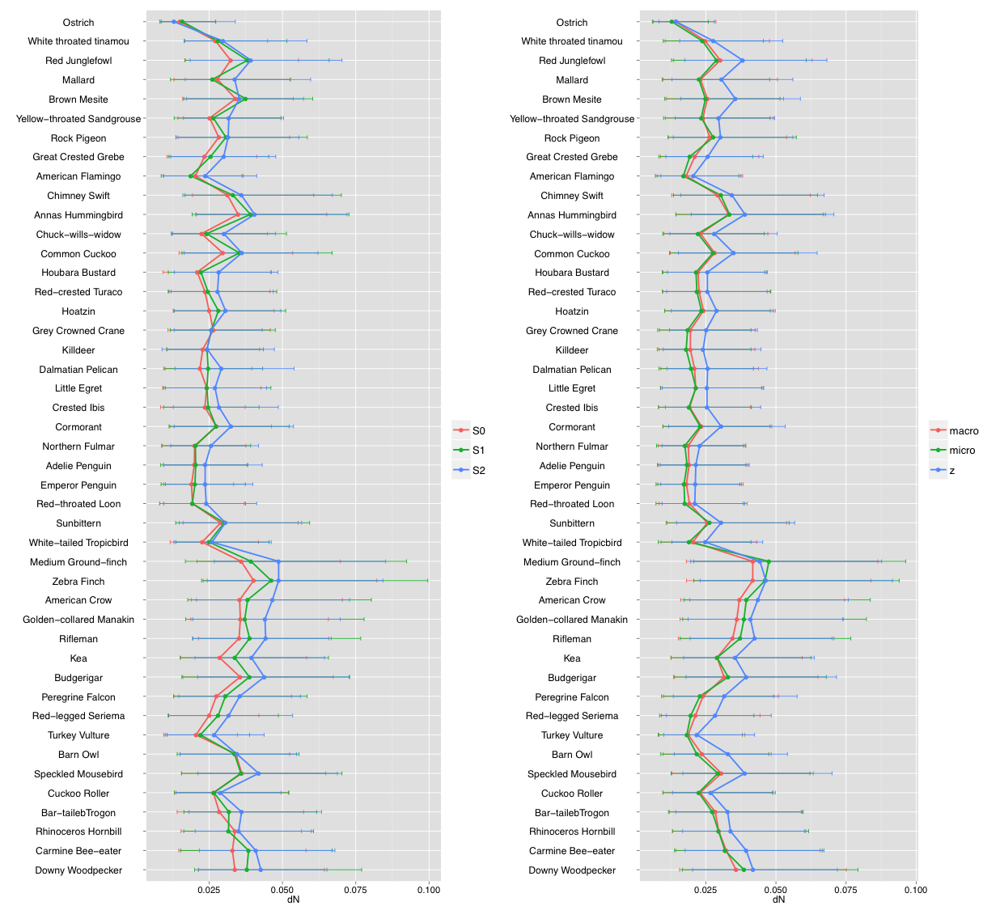 Ostrich
White throated tinamou
Red Junglefowl
Mallard
Brown Mesite
Yellow−throated Sandgrouse
Rock Pigeon
Great Crested Grebe
American Flamingo
Chimney Swift
Annas Hummingbird
Chuck−wills−widow
Common Cuckoo
Houbara Bustard
Red−crested Turaco
Hoatzin
Grey Crowned Crane
Killdeer
Dalmatian Pelican
Little Egret
Crested Ibis
Cormorant
Northern Fulmar
Adelie Penguin
Emperor Penguin
Red−throated Loon
Sunbittern
White−tailed Tropicbird
Medium Ground−finch
Zebra Finch
American Crow
Golden−collared Manakin
Rifleman
Kea
Budgerigar
Peregrine Falcon
Red−legged Seriema
Turkey Vulture
Barn Owl
Speckled Mousebird
Cuckoo Roller
Bar−tailebTrogon
Rhinoceros Hornbill
Carmine Bee−eater
Downy Woodpecker
0.025 0.050 0.075 0.100
dN
S0
S1
S2
Ostrich
White throated tinamou
Red Junglefowl
Mallard
Brown Mesite
Yellow−throated Sandgrouse
Rock Pigeon
Great Crested Grebe
American Flamingo
Chimney Swift
Annas Hummingbird
Chuck−wills−widow
Common Cuckoo
Houbara Bustard
Red−crested Turaco
Hoatzin
Grey Crowned Crane
Killdeer
Dalmatian Pelican
Little Egret
Crested Ibis
Cormorant
Northern Fulmar
Adelie Penguin
Emperor Penguin
Red−throated Loon
Sunbittern
White−tailed Tropicbird
Medium Ground−finch
Zebra Finch
American Crow
Golden−collared Manakin
Rifleman
Kea
Budgerigar
Peregrine Falcon
Red−legged Seriema
Turkey Vulture
Barn Owl
Speckled Mousebird
Cuckoo Roller
Bar−tailebTrogon
Rhinoceros Hornbill
Carmine Bee−eater
Downy Woodpecker
0.025 0.050 0.075 0.100
dN
macro
micro
z